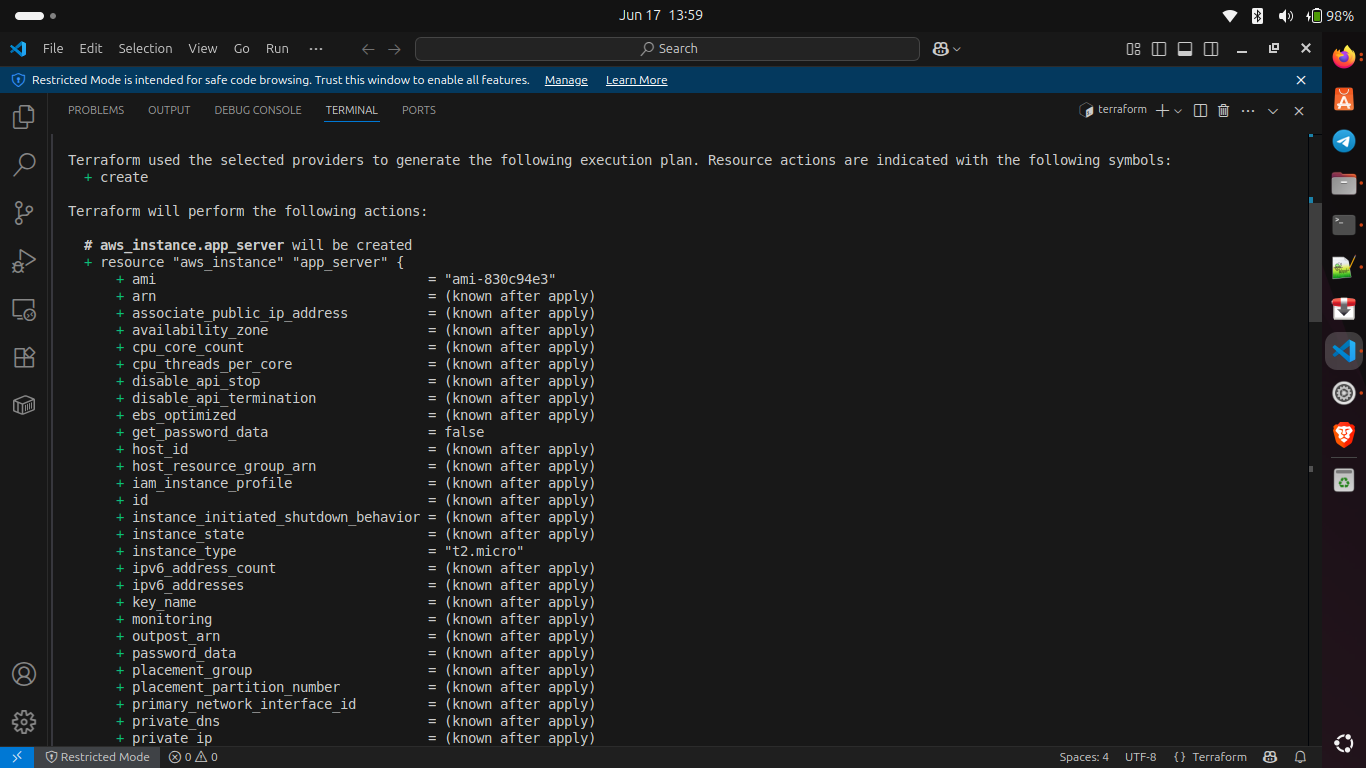 Jun 17 13:59
98%
File Edit Selection View Go Run ··· Search
Restricted Mode is intended for safe code browsing. Trust this window to enable all features. Manage Learn More
PROBLEMS OUTPUT DEBUG CONSOLE TERMINAL PORTS terraform
Terraform used the selected providers to generate the following execution plan. Resource actions are indicated with the following symbols:
+ create
Terraform will perform the following actions:
# aws_instance.app_server will be created
+ resource "aws_instance" "app_server" {
+ ami = "ami-830c94e3"
+ arn = (known after apply)
+ associate_public_ip_address = (known after apply)
+ availability_zone = (known after apply)
+ cpu_core_count = (known after apply)
+ cpu_threads_per_core = (known after apply)
+ disable_api_stop = (known after apply)
+ disable_api_termination = (known after apply)
+ ebs_optimized = (known after apply)
+ get_password_data = false
+ host_id = (known after apply)
+ host_resource_group_arn = (known after apply)
+ iam_instance_profile = (known after apply)
+ id = (known after apply)
+ instance_initiated_shutdown_behavior = (known after apply)
+ instance_state = (known after apply)
+ instance_type = "t2.micro"
+ ipv6_address_count = (known after apply)
+ ipv6_addresses = (known after apply)
+ key_name = (known after apply)
+ monitoring = (known after apply)
+ outpost_arn = (known after apply)
+ password_data = (known after apply)
+ placement_group = (known after apply)
+ placement_partition_number = (known after apply)
+ primary_network_interface_id = (known after apply)
+ private_dns = (known after apply)
+ private_ip = (known after apply)
Restricted Mode 0 0 Spaces: 4 UTF-8 {} Terraform